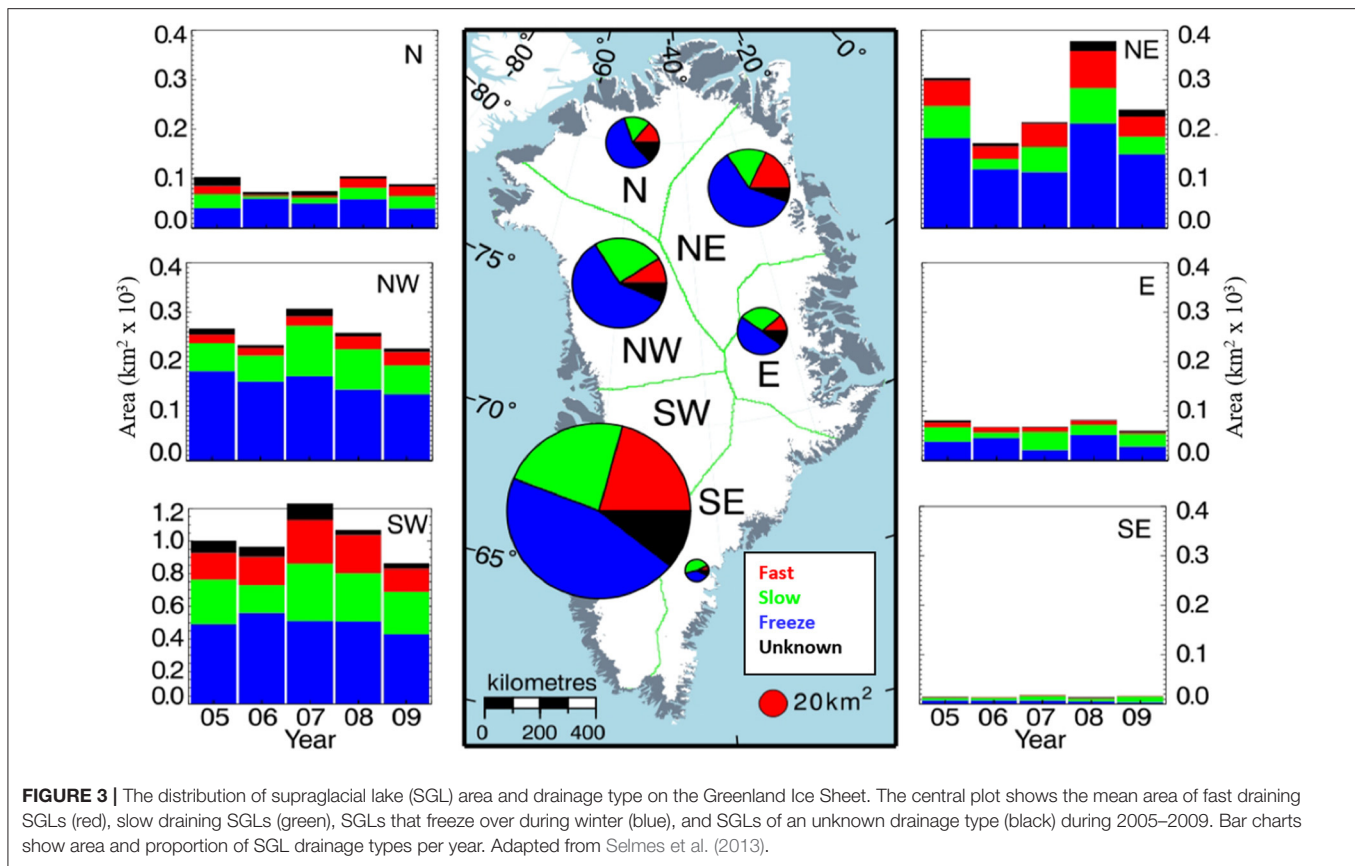 0.4
0.3
0.2
0.1
0.0
N
0.4
0.3
0.2
0.1
0.0
NW
Area (km² x 10³)
1.2
1.0
0.8
0.6
0.4
0.2
0.0
SW
05 06 07 08 09
Year
-80°
-60°
-40°
-20°
0°
80°
75°
70°
65°
N
NE
NW
E
SW
SE
Fast
Slow
Freeze
Unknown
20km²
kilometres
0 200 400
NE
0.4
0.3
0.2
0.1
0.0
E
0.4
0.3
0.2
0.1
0.0
Area (km² x 10³)
SE
0.4
0.3
0.2
0.1
0.0
05 06 07 08 09
Year
FIGURE 3 | The distribution of supraglacial lake (SGL) area and drainage type on the Greenland Ice Sheet. The central plot shows the mean area of fast draining
SGLs (red), slow draining SGLs (green), SGLs that freeze over during winter (blue), and SGLs of an unknown drainage type (black) during 2005–2009. Bar charts
show area and proportion of SGL drainage types per year. Adapted from Selmes et al. (2013).